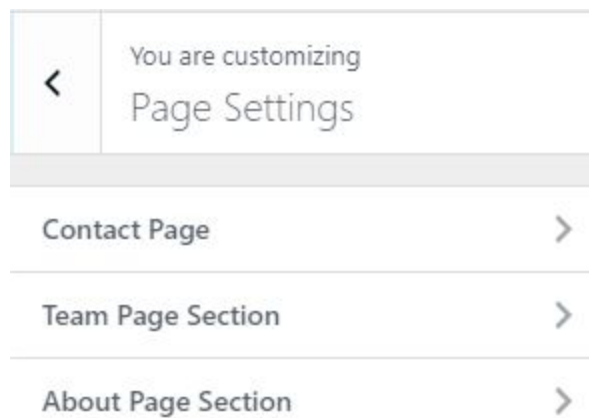 You are customizing
Page Settings
Contact Page
Team Page Section
About Page Section